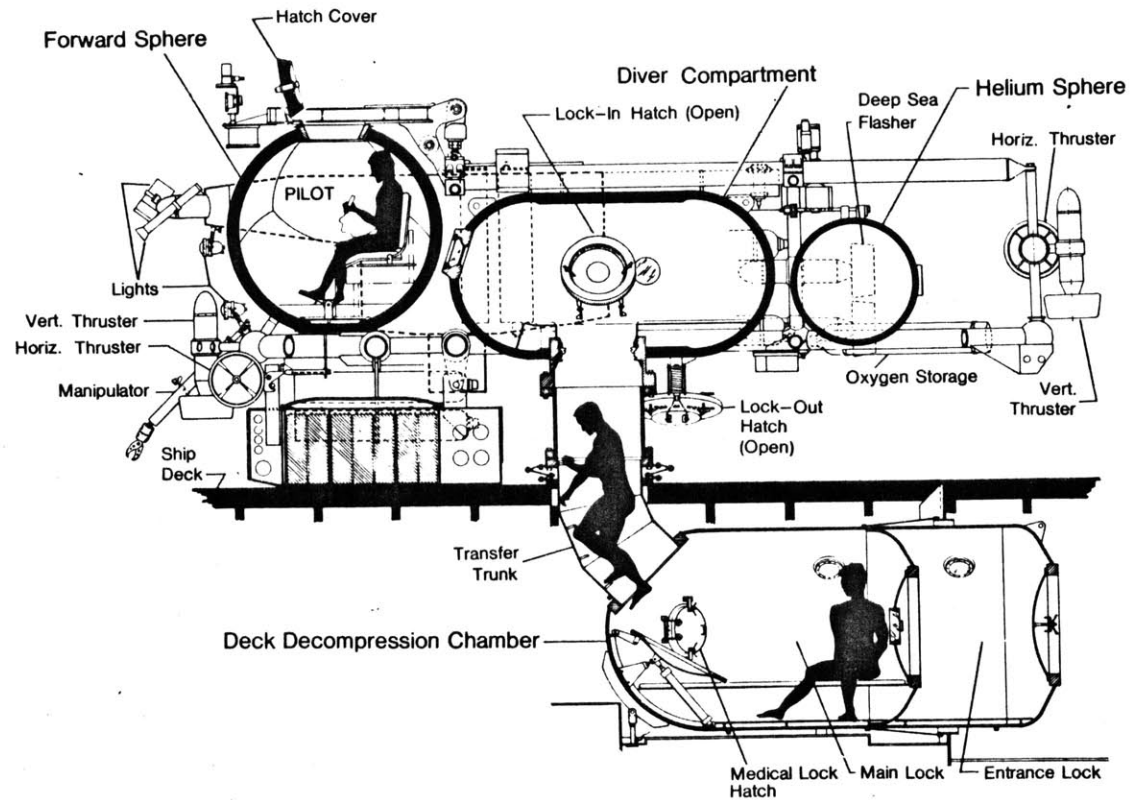 Hatch Cover
Forward Sphere
Diver Compartment
Lock-In Hatch (Open)
Deep Sea
Flasher
Helium Sphere
Horiz. Thruster
PILOT
Lights
Vert. Thruster
Horiz. Thruster
Manipulator
Oxygen Storage
Vert.
Thruster
Lock-Out
Hatch
(Open)
Ship
Deck
Transfer
Trunk
Deck Decompression Chamber
Medical Lock
Hatch
Main Lock
Entrance Lock